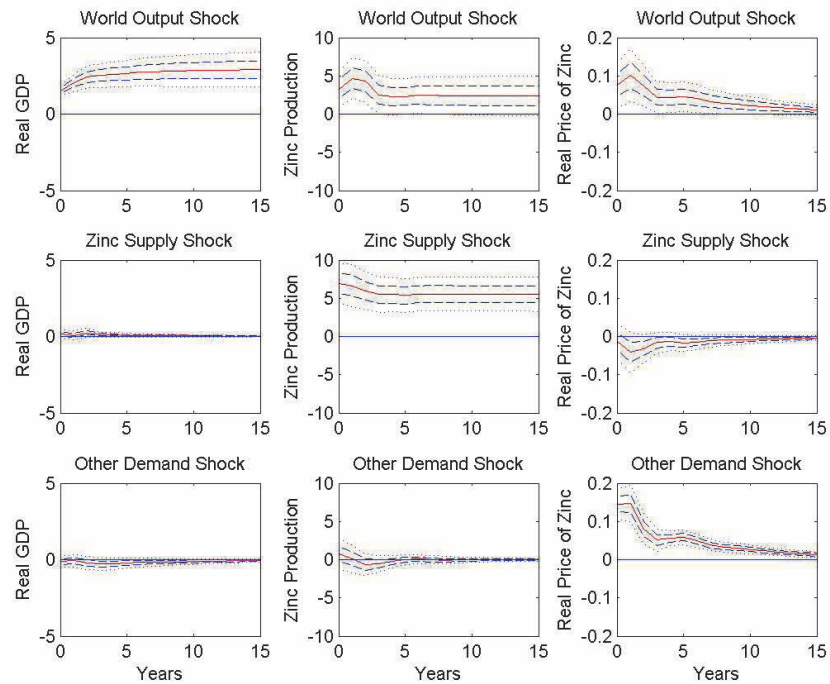 World Output Shock
Real GDP
5
0
-5
0 5 10 15
World Output Shock
Zinc Production
10
5
0
-5
-10
0 5 10 15
World Output Shock
Real Price of Zinc
0.2
0.1
0
0.1
0.2
0 5 10 15
Zinc Supply Shock
Real GDP
5
0
-5
0 5 10 15
Zinc Supply Shock
Zinc Production
10
5
0
-5
-10
0 5 10 15
Zinc Supply Shock
Real Price of Zinc
0.2
0.1
0
0.1
0.2
0 5 10 15
Other Demand Shock
Real GDP
5
0
-5
0 5 10 15
Years
Other Demand Shock
Zinc Production
10
5
0
-5
-10
0 5 10 15
Years
Other Demand Shock
Real Price of Zinc
0.2
0.1
0
0.1
0.2
0 5 10 15
Years